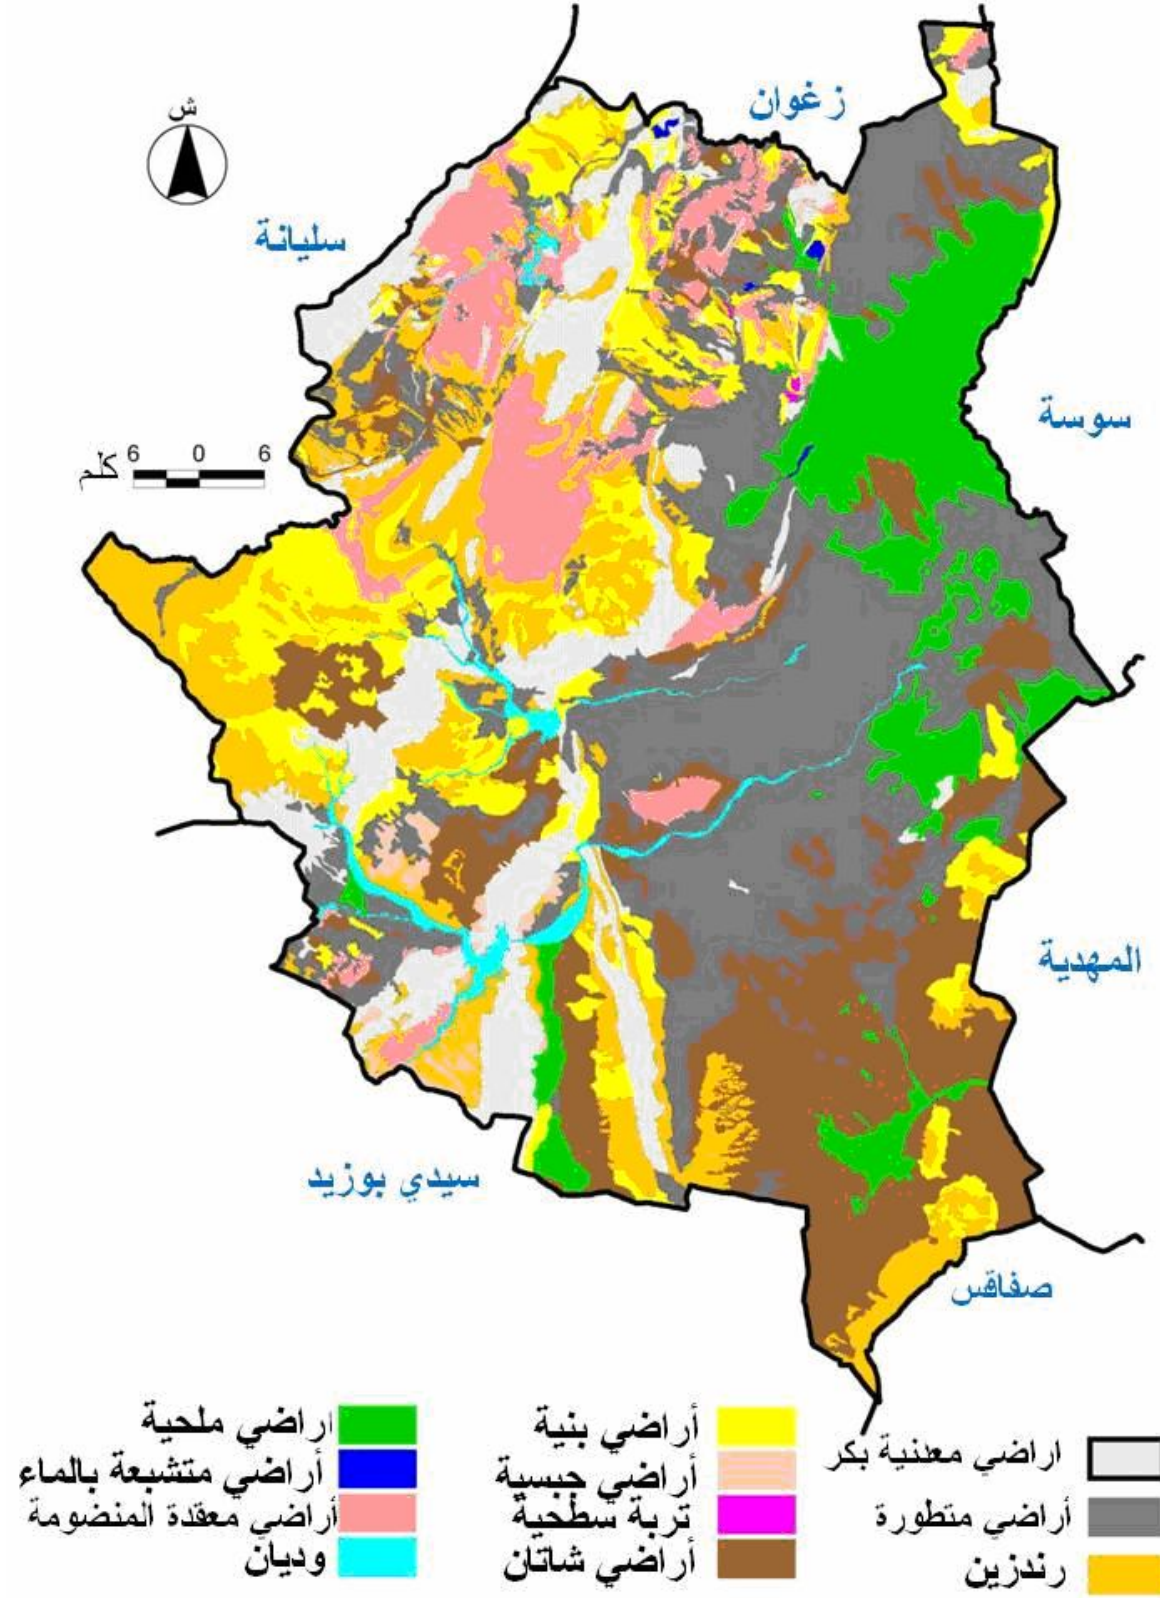 زغوان
ش
سليانة
سوسة
6 0 6 كلم
المهدية
سيدي بوزيد
صفاقس
اراضي معدنية بكر
أراضي متطورة
رندزين
أراضي بنية
أراضي جبسية
تربة سطحية
أراضي شاتان
اراضي ملحية
أراضي متشبعة بالماء
أراضي معقدة المنضومة
وديان